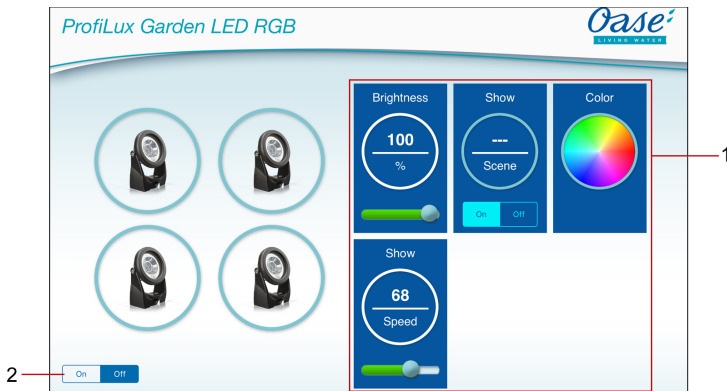 ProfiLux Garden LED RGB
Oase
LIVING WATER
Brightness
100
%
Show
---
Scene
On Off
Color
1
Show
68
Speed
2
On Off